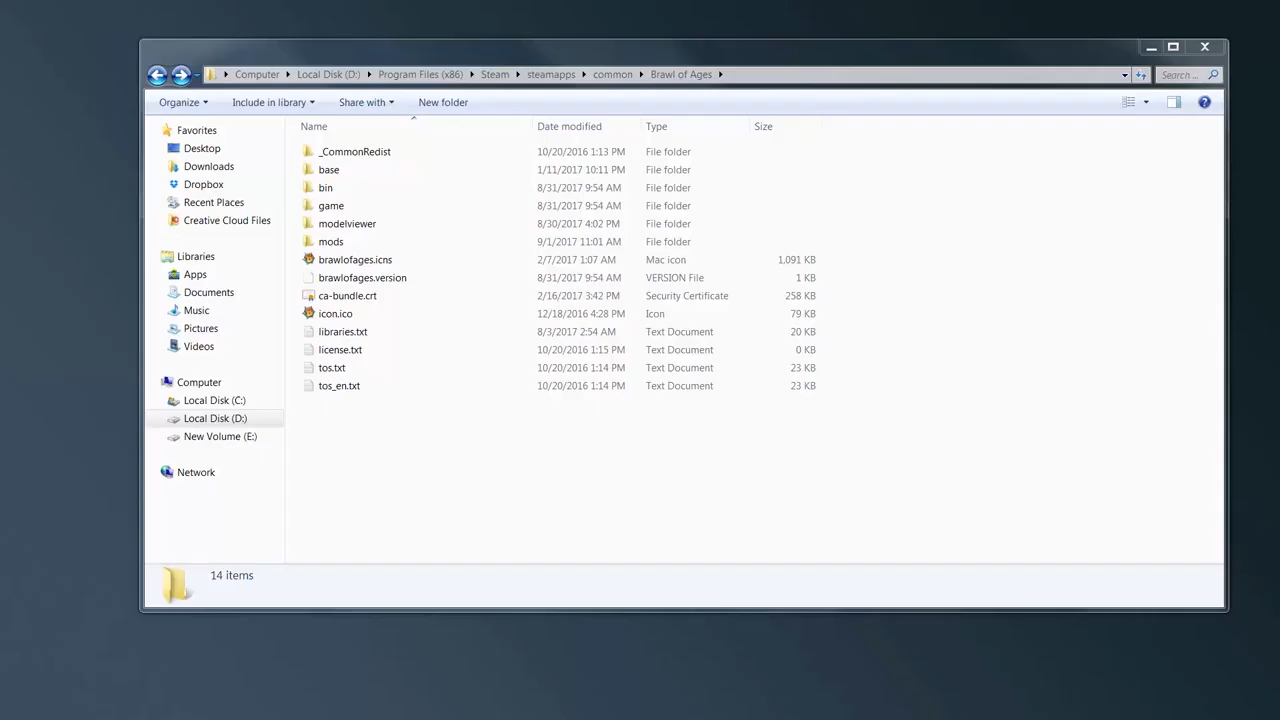 Computer Local Disk (D:) Program Files (x86) Steam steamapps common Brawl of Ages Search ...
Organize Include in library Share with New folder
Favorites
Desktop
Downloads
Dropbox
Recent Places
Creative Cloud Files
Libraries
Apps
Documents
Music
Pictures
Videos
Computer
Local Disk (C:)
Local Disk (D:)
New Volume (E:)
Network
Name Date modified Type Size
_CommonRedist 10/20/2016 1:13 PM File folder
base 1/11/2017 10:11 PM File folder
bin 8/31/2017 9:54 AM File folder
game 8/31/2017 9:54 AM File folder
modelviewer 8/30/2017 4:02 PM File folder
mods 9/1/2017 11:01 AM File folder
brawlofages.icns 2/7/2017 1:07 AM Mac icon 1,091 KB
brawlofages.version 8/31/2017 9:54 AM VERSION File 1 KB
ca-bundle.crt 2/16/2017 3:42 PM Security Certificate 258 KB
icon.ico 12/18/2016 4:28 PM Icon 79 KB
libraries.txt 8/3/2017 2:54 AM Text Document 20 KB
license.txt 10/20/2016 1:15 PM Text Document 0 KB
tos.txt 10/20/2016 1:14 PM Text Document 23 KB
tos_en.txt 10/20/2016 1:14 PM Text Document 23 KB
14 items